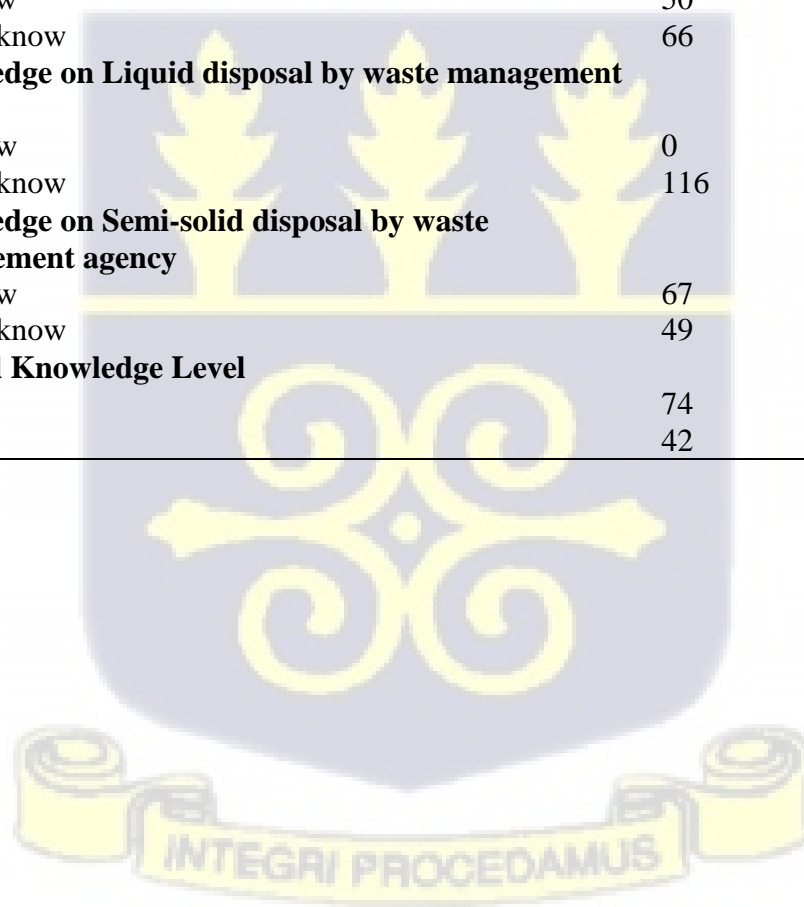 know 66
edge on Liquid disposal by waste management
w 0
know 116
edge on Semi-solid disposal by waste
ement agency
w 67
know 49
l Knowledge Level
74
42
INTEGRI PROCEDAMUS